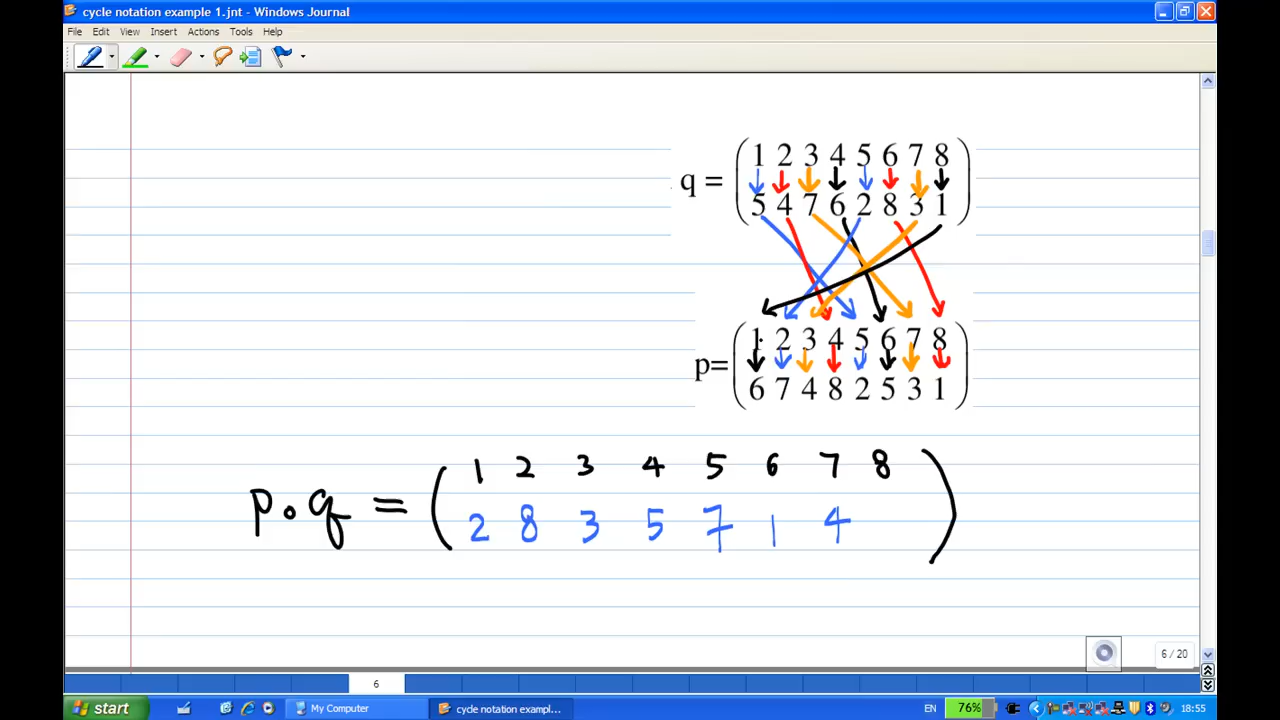 cycle notation example 1.jnt - Windows Journal
File Edit View Insert Actions Tools Help
q = ( 1 2 3 4 5 6 7 8 )
5 4 7 6 2 8 3 1
p= ( 1 2 3 4 5 6 7 8 )
6 7 4 8 2 5 3 1
p∘q = ( 1 2 3 4 5 6 7 8 )
2 8 3 5 7 1 4
6 / 20
6
start My Computer cycle notation exampl... EN 76% 18:55